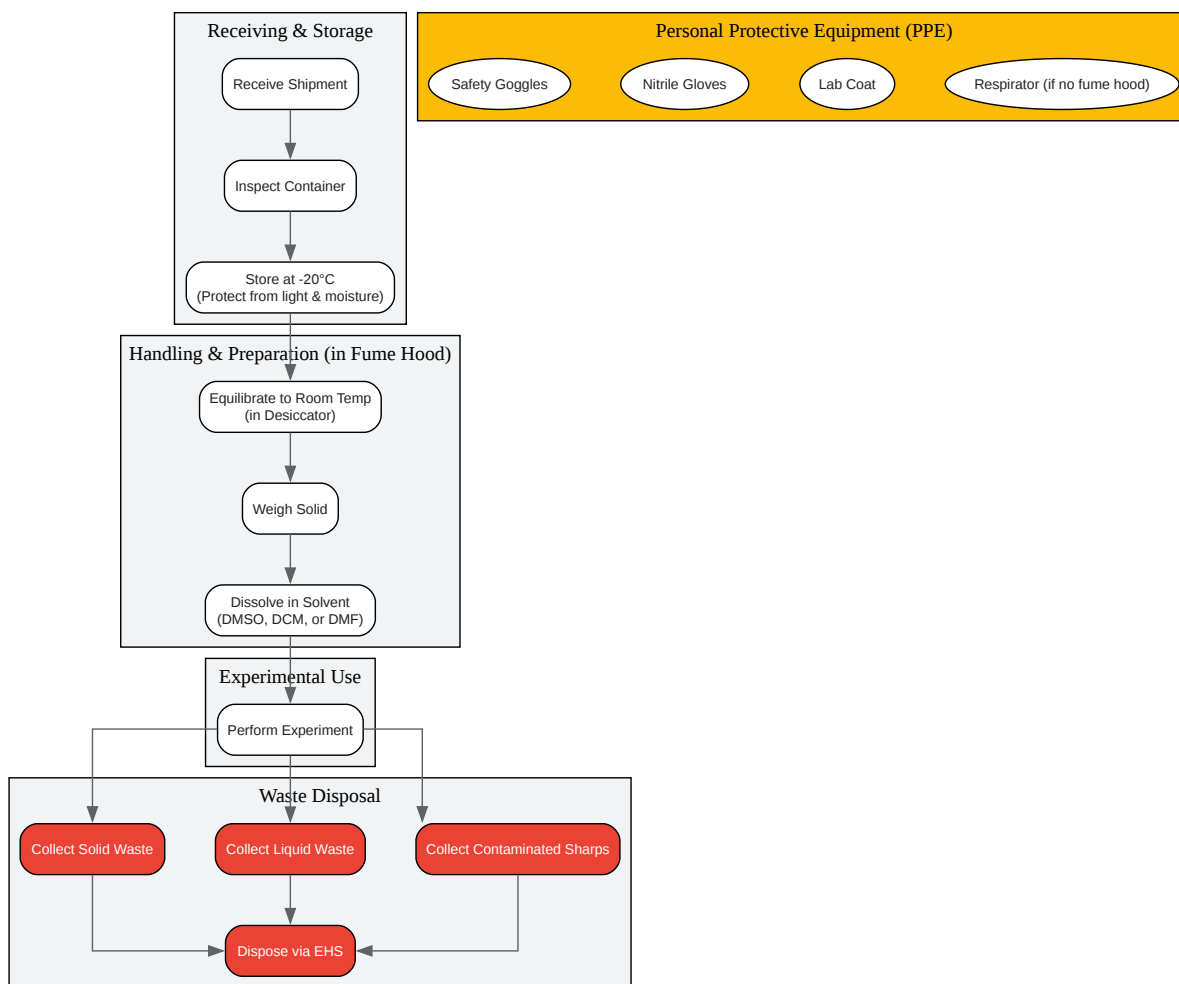 Receiving & Storage
Receive Shipment
Inspect Container
Store at -20°C
(Protect from light & moisture)
Personal Protective Equipment (PPE)
Safety Goggles
Nitrile Gloves
Lab Coat
Respirator (if no fume hood)
Handling & Preparation (in Fume Hood)
Equilibrate to Room Temp
(in Desiccator)
Weigh Solid
Dissolve in Solvent
(DMSO, DCM, or DMF)
Experimental Use
Perform Experiment
Waste Disposal
Collect Solid Waste
Collect Liquid Waste
Collect Contaminated Sharps
Dispose via EHS